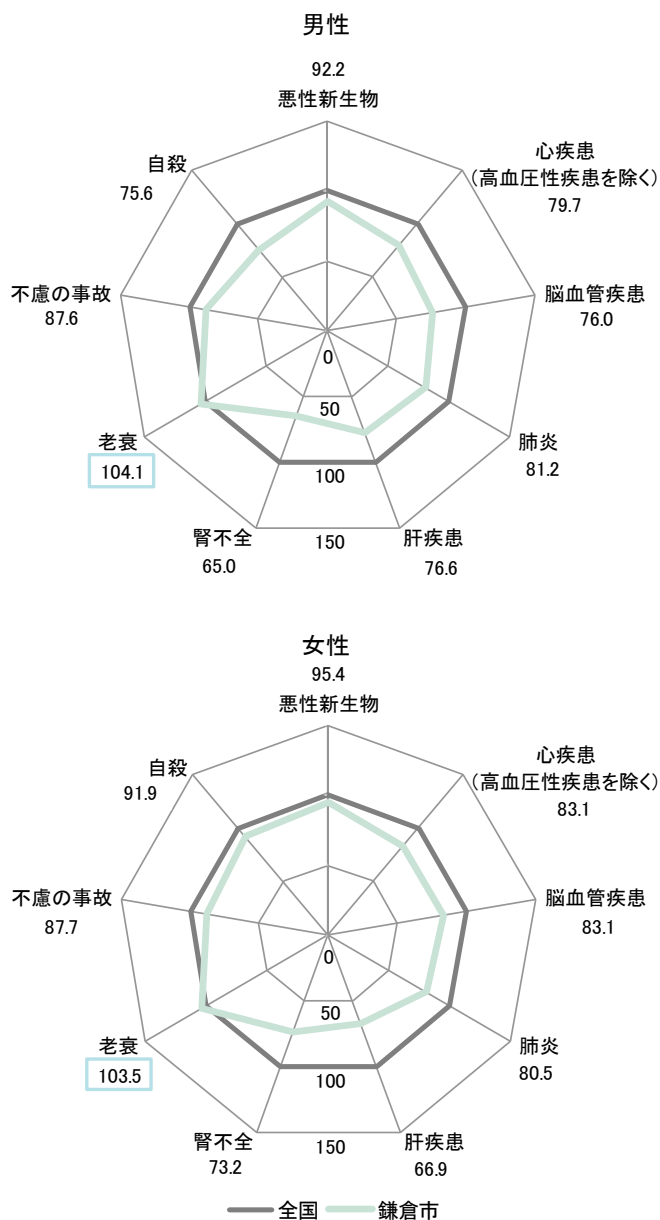 男性
92.2
悪性新生物
心疾患
(高血圧性疾患を除く)
79.7
自殺
75.6
脳血管疾患
76.0
不慮の事故
87.6
0
50
100
150
肺炎
81.2
老衰
104.1
肝疾患
76.6
腎不全
65.0
女性
95.4
悪性新生物
心疾患
(高血圧性疾患を除く)
83.1
自殺
91.9
脳血管疾患
83.1
不慮の事故
87.7
0
50
100
150
肺炎
80.5
老衰
103.5
肝疾患
66.9
腎不全
73.2
全国 鎌倉市